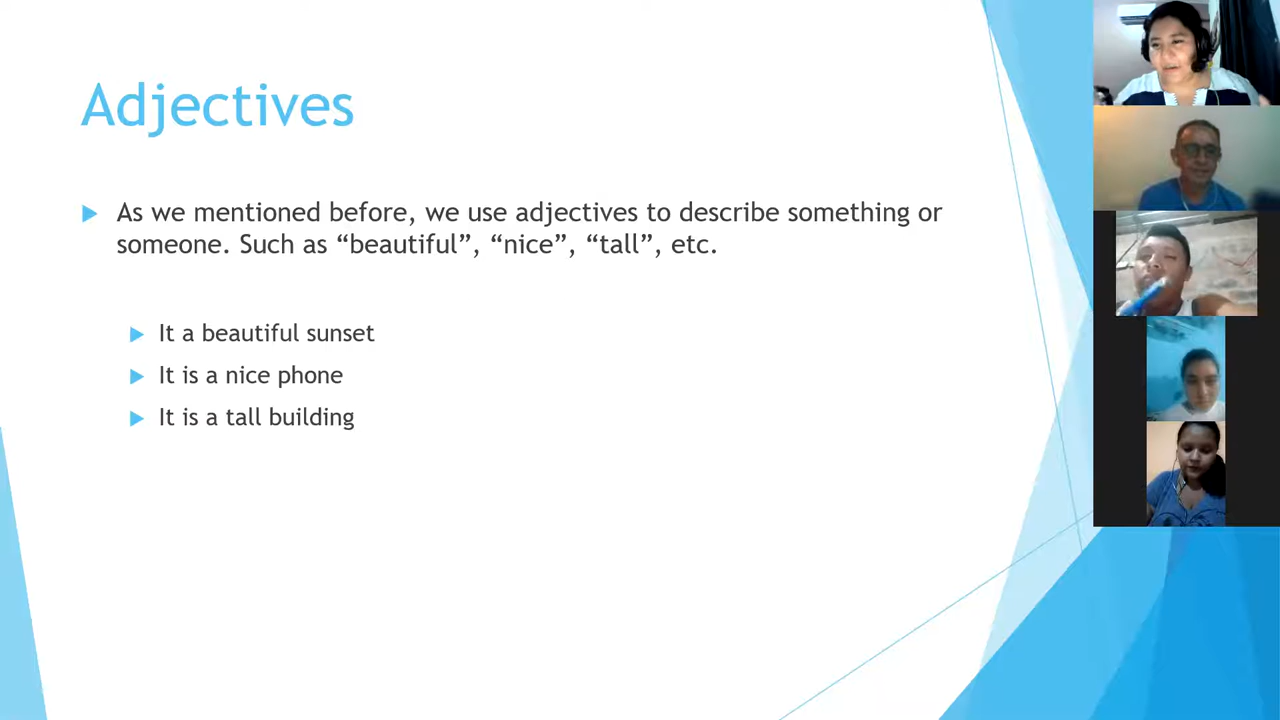 Adjectives
As we mentioned before, we use adjectives to describe something or
someone. Such as “beautiful”, “nice”, “tall”, etc.
It a beautiful sunset
It is a nice phone
It is a tall building